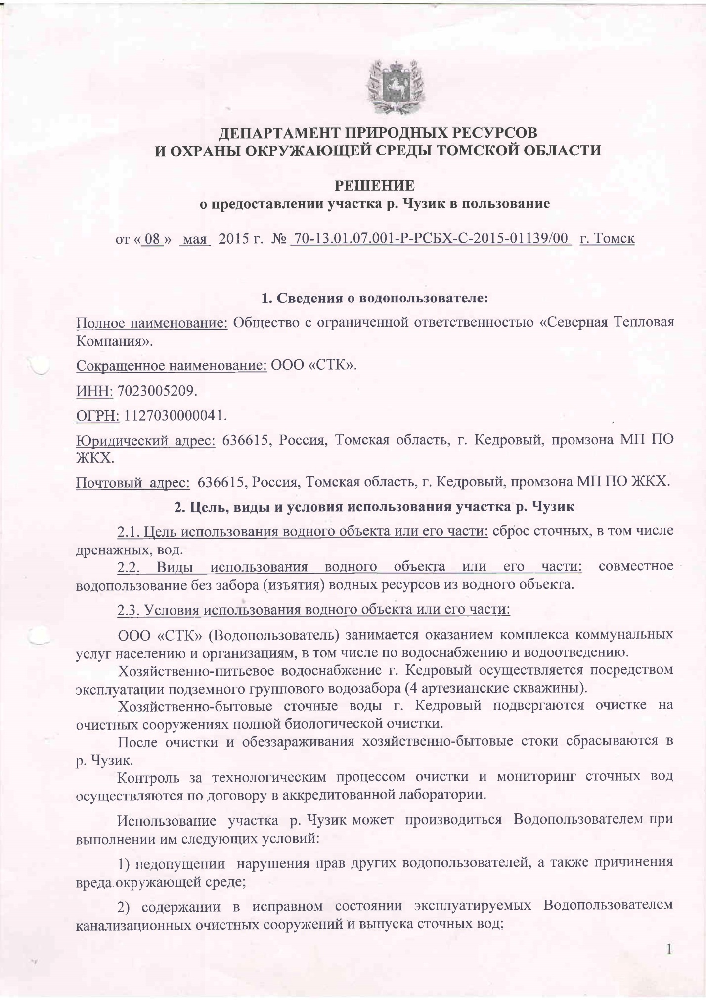 ДЕПАРТАМЕНТ ПРИРОДНЫХ РЕСУРСОВ
И ОХРАНЫ ОКРУЖАЮЩЕЙ СРЕДЫ ТОМСКОЙ ОБЛАСТИ
РЕШЕНИЕ
о предоставлении участка р. Чузик в пользование
от « 08 » мая 2015 г. № 70-13.01.07.001-Р-РСБХ-С-2015-01139/00 г. Томск
1. Сведения о водопользователе:
Полное наименование: Общество с ограниченной ответственностью «Северная Тепловая
Компания».
Сокращенное наименование: ООО «СТК».
ИНН: 7023005209.
ОГРН: 1127030000041.
Юридический адрес: 636615, Россия, Томская область, г. Кедровый, промзона МП ПО
ЖКХ.
Почтовый адрес: 636615, Россия, Томская область, г. Кедровый, промзона МП ПО ЖКХ.
2. Цель, виды и условия использования участка р. Чузик
2.1. Цель использования водного объекта или его части: сброс сточных, в том числе
дренажных, вод.
2.2. Виды использования водного объекта или его части: совместное
водопользование без забора (изъятия) водных ресурсов из водного объекта.
2.3. Условия использования водного объекта или его части:
ООО «СТК» (Водопользователь) занимается оказанием комплекса коммунальных
услуг населению и организациям, в том числе по водоснабжению и водоотведению.
Хозяйственно-питьевое водоснабжение г. Кедровый осуществляется посредством
эксплуатации подземного группового водозабора (4 артезианские скважины).
Хозяйственно-бытовые сточные воды г. Кедровый подвергаются очистке на
очистных сооружениях полной биологической очистки.
После очистки и обеззараживания хозяйственно-бытовые стоки сбрасываются в
р. Чузик.
Контроль за технологическим процессом очистки и мониторинг сточных вод
осуществляются по договору в аккредитованной лаборатории.
Использование участка р. Чузик может производиться Водопользователем при
выполнении им следующих условий:
1) недопущении нарушения прав других водопользователей, а также причинения
вреда окружающей среде;
2) содержании в исправном состоянии эксплуатируемых Водопользователем
канализационных очистных сооружений и выпуска сточных вод;
1